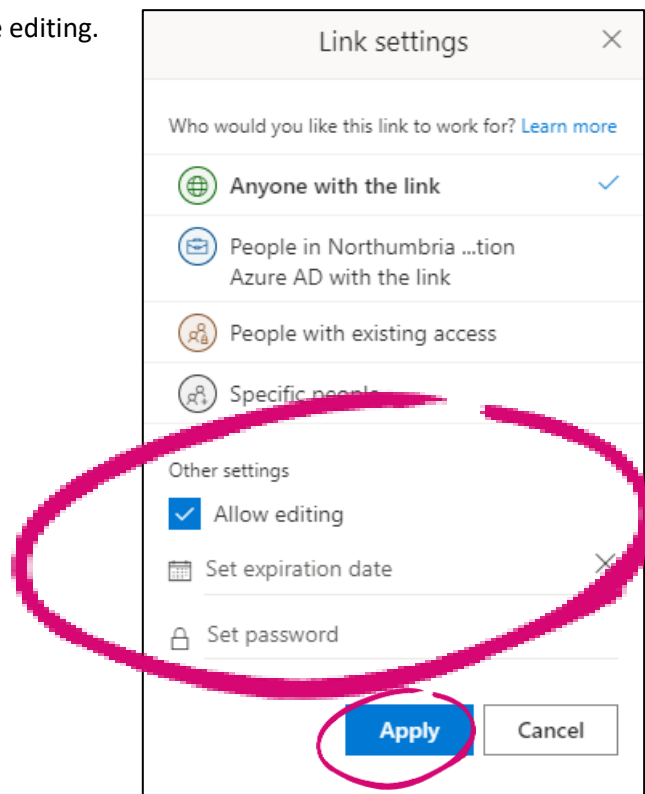 editing.
Link settings
Who would you like this link to work for? Learn more
Anyone with the link
People in Northumbria ...tion
Azure AD with the link
People with existing access
Specific people
Other settings
Allow editing
Set expiration date
Set password
Apply Cancel